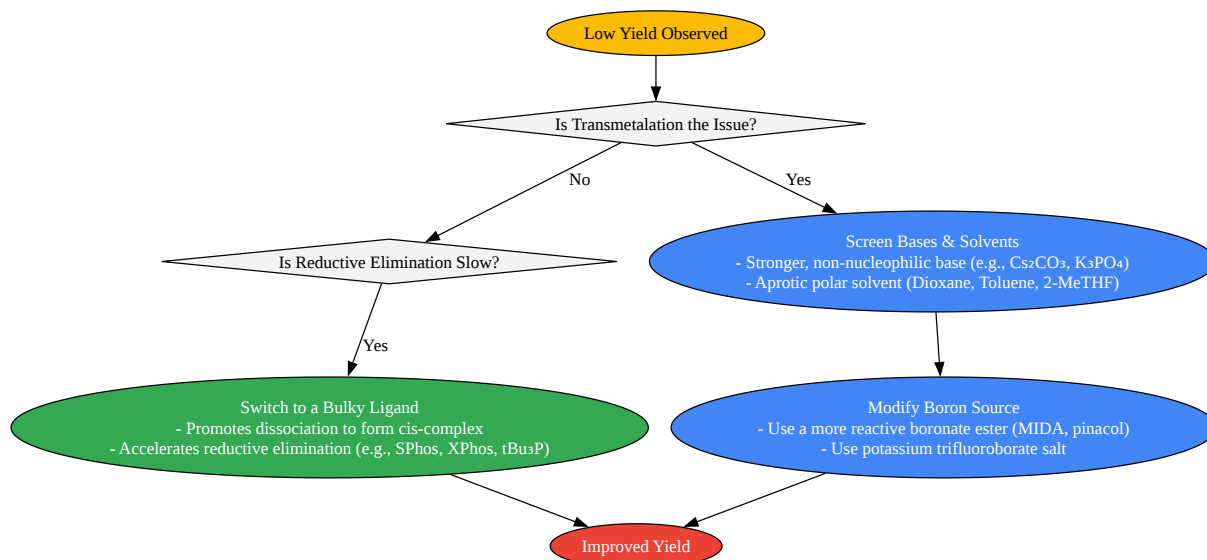 Low Yield Observed
Is Transmetalation the Issue?
No
Yes
Is Reductive Elimination Slow?
Screen Bases & Solvents
- Stronger, non-nucleophilic base (e.g., Cs₂CO₃, K₃PO₄)
- Aprotic polar solvent (Dioxane, Toluene, 2-MeTHF)
Yes
Switch to a Bulky Ligand
- Promotes dissociation to form cis-complex
- Accelerates reductive elimination (e.g., SPhos, XPhos, tBu₃P)
Modify Boron Source
- Use a more reactive boronate ester (MIDA, pinacol)
- Use potassium trifluoroborate salt
Improved Yield